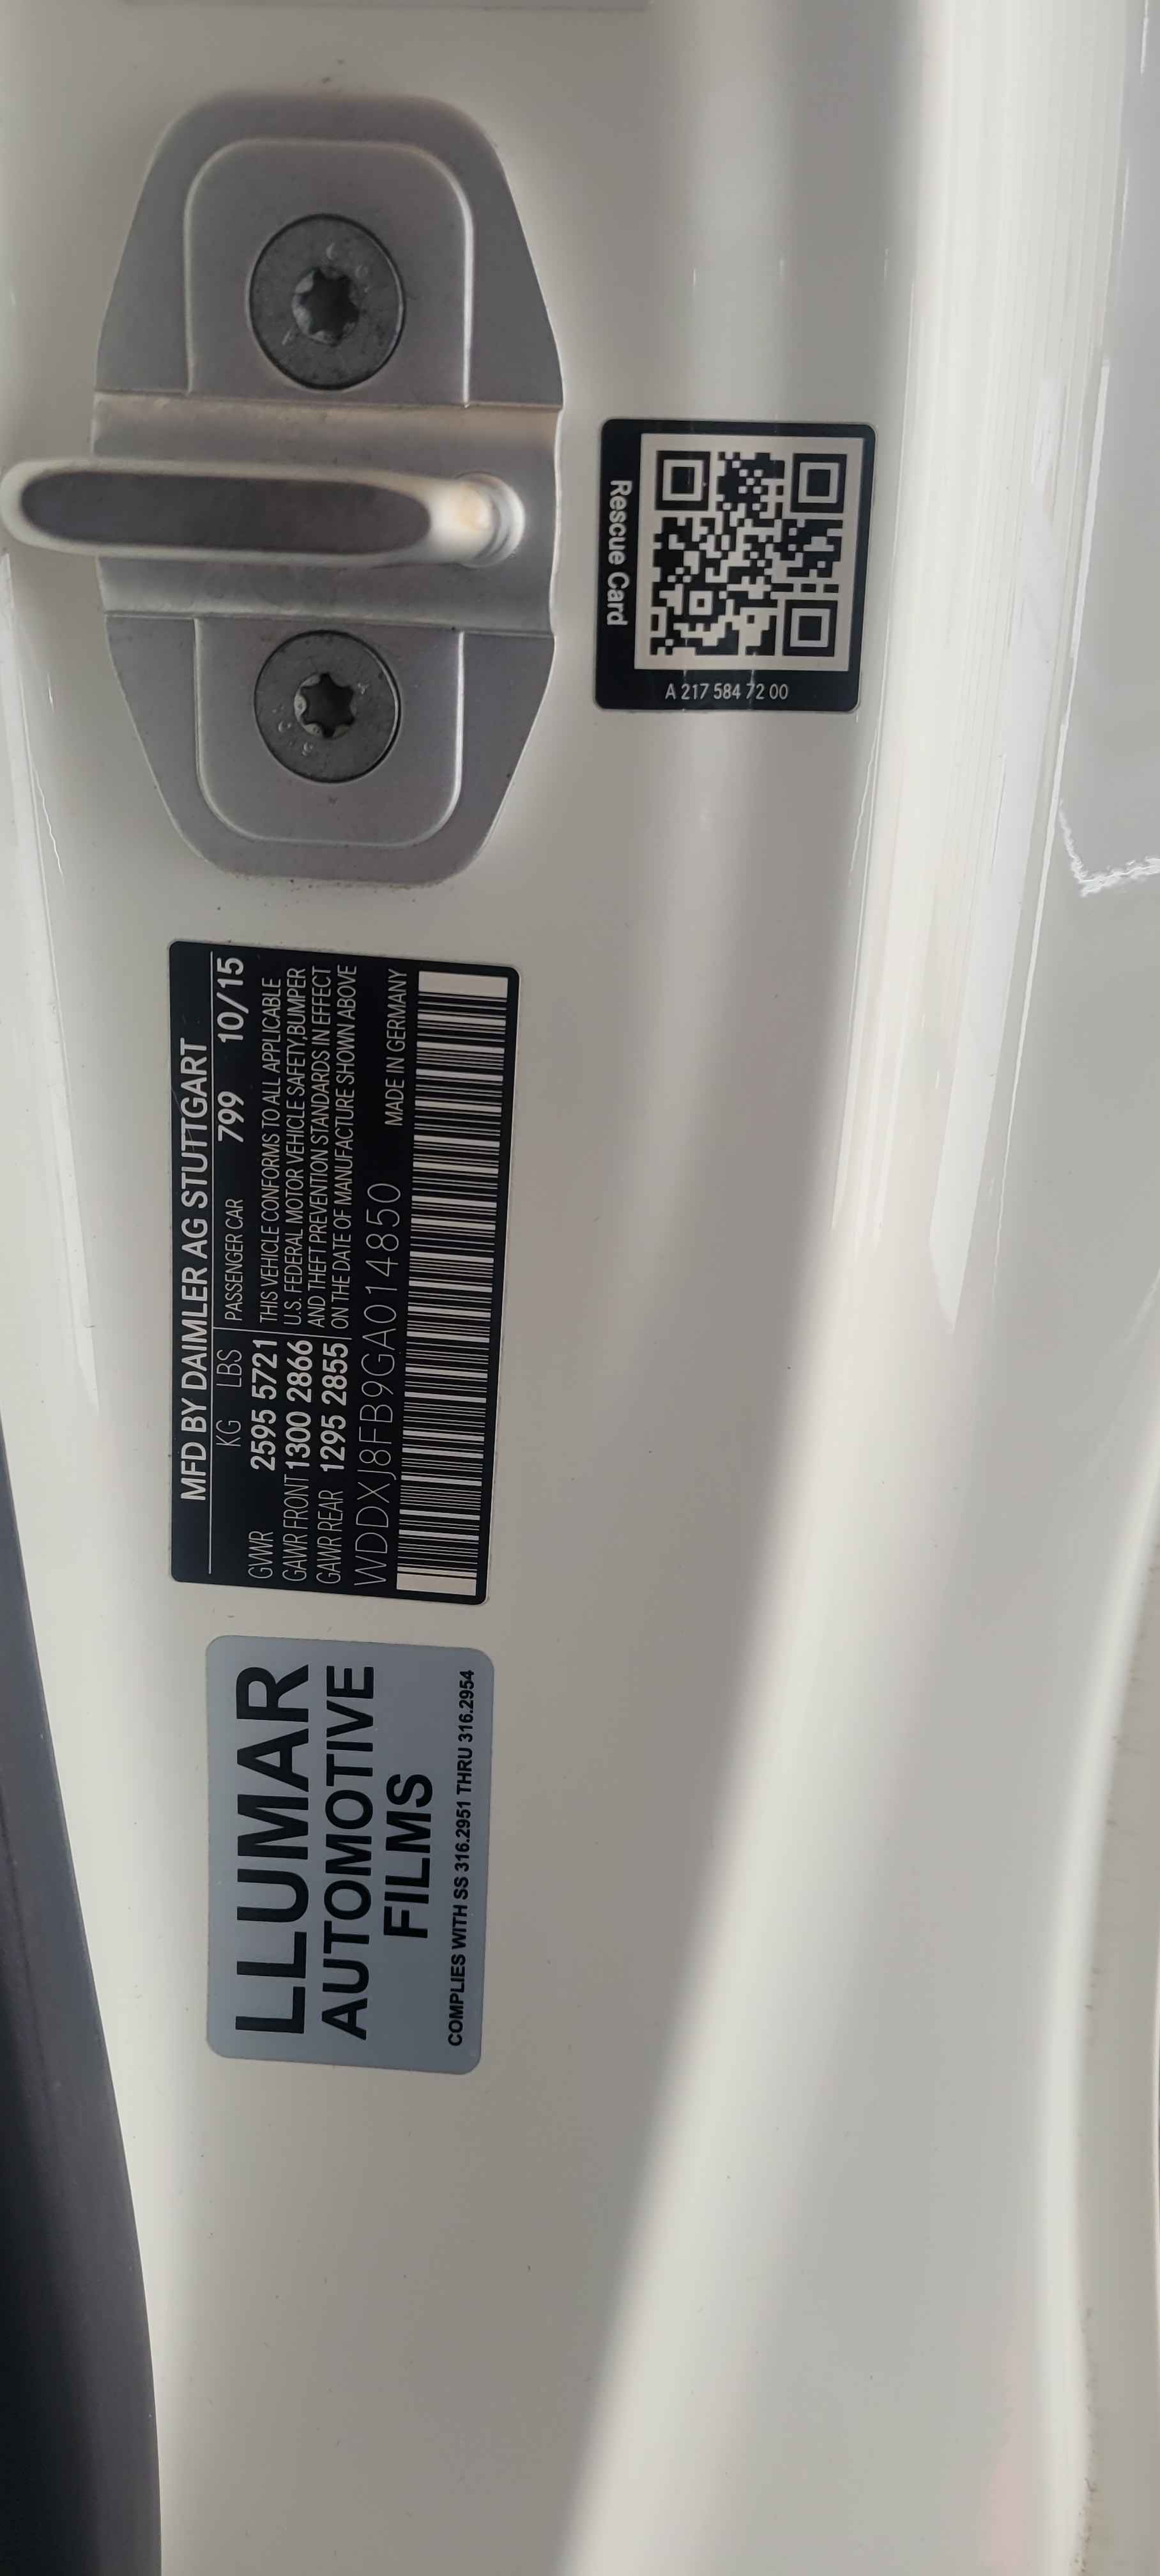 Rescue Card
A 217 584 72 00
MFD BY DAIMLER AG STUTTGART
KG LBS PASSENGER CAR 799 10/15
GVWR 2595 5721 THIS VEHICLE CONFORMS TO ALL APPLICABLE
GAWR FRONT 1300 2866 U.S. FEDERAL MOTOR VEHICLE SAFETY,BUMPER
GAWR REAR 1295 2855 AND THEFT PREVENTION STANDARDS IN EFFECT
ON THE DATE OF MANUFACTURE SHOWN ABOVE
WDDXJ8FB9GA014850 MADE IN GERMANY
LLUMAR
AUTOMOTIVE
FILMS
COMPLIES WITH SS 316.2951 THRU 316.2954